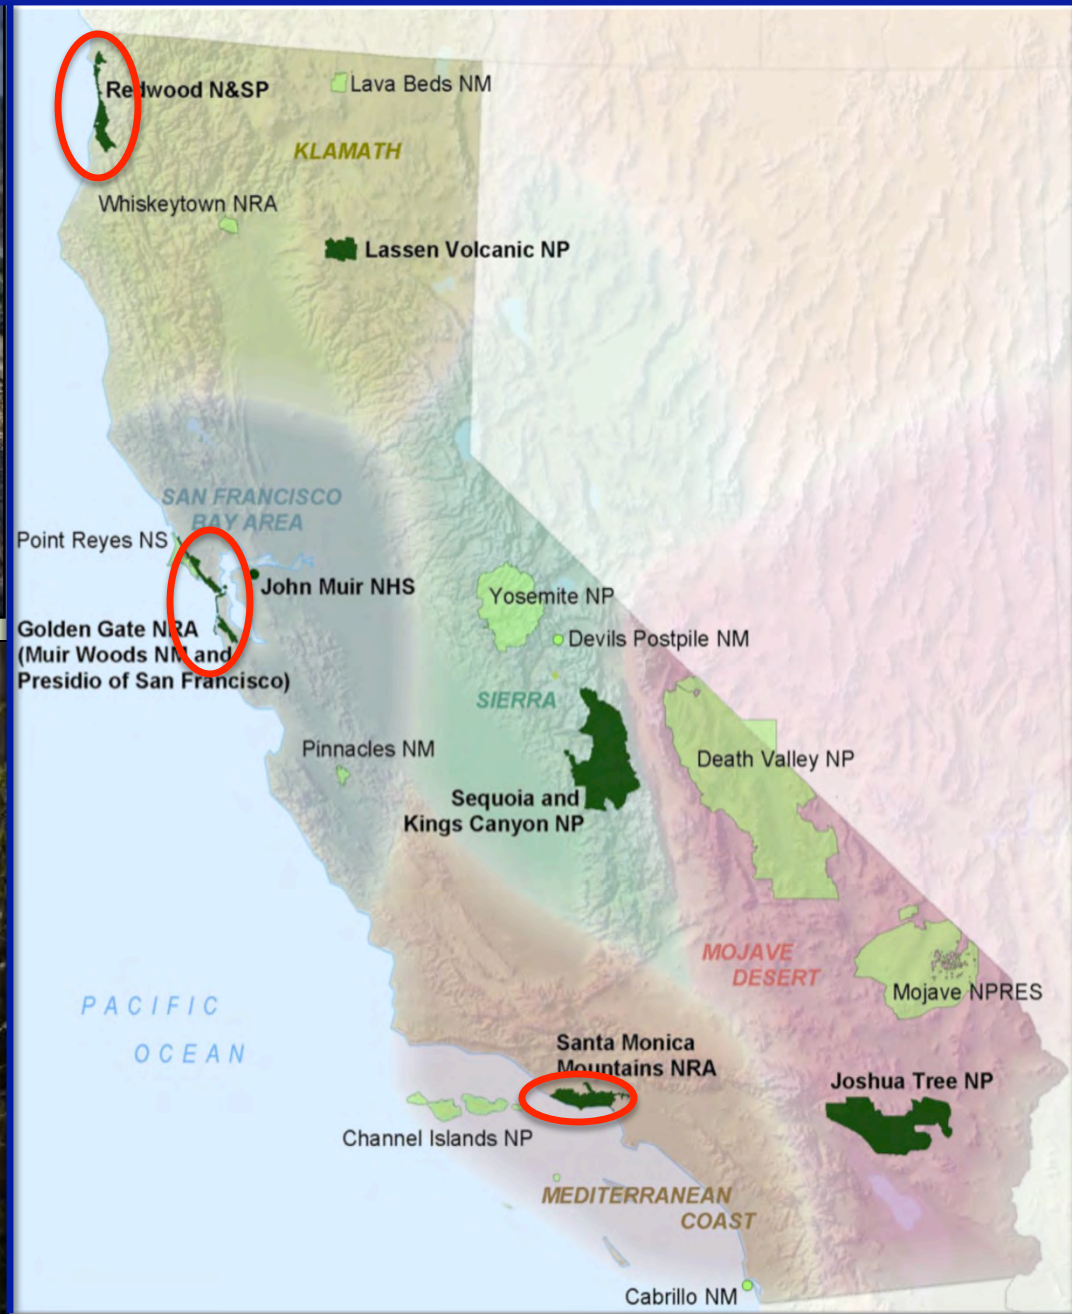 Redwood N&SP
Lava Beds NM
KLAMATH
Whiskeytown NRA
Lassen Volcanic NP
SAN FRANCISCO
BAY AREA
Point Reyes NS
John Muir NHS
Golden Gate NRA
(Muir Woods NM and
Presidio of San Francisco)
Yosemite NP
Devils Postpile NM
SIERRA
Pinnacles NM
Death Valley NP
Sequoia and
Kings Canyon NP
MOJAVE
DESERT
Mojave NPRES
PACIFIC
OCEAN
Santa Monica
Mountains NRA
Joshua Tree NP
Channel Islands NP
MEDITERRANEAN
COAST
Cabrillo NM